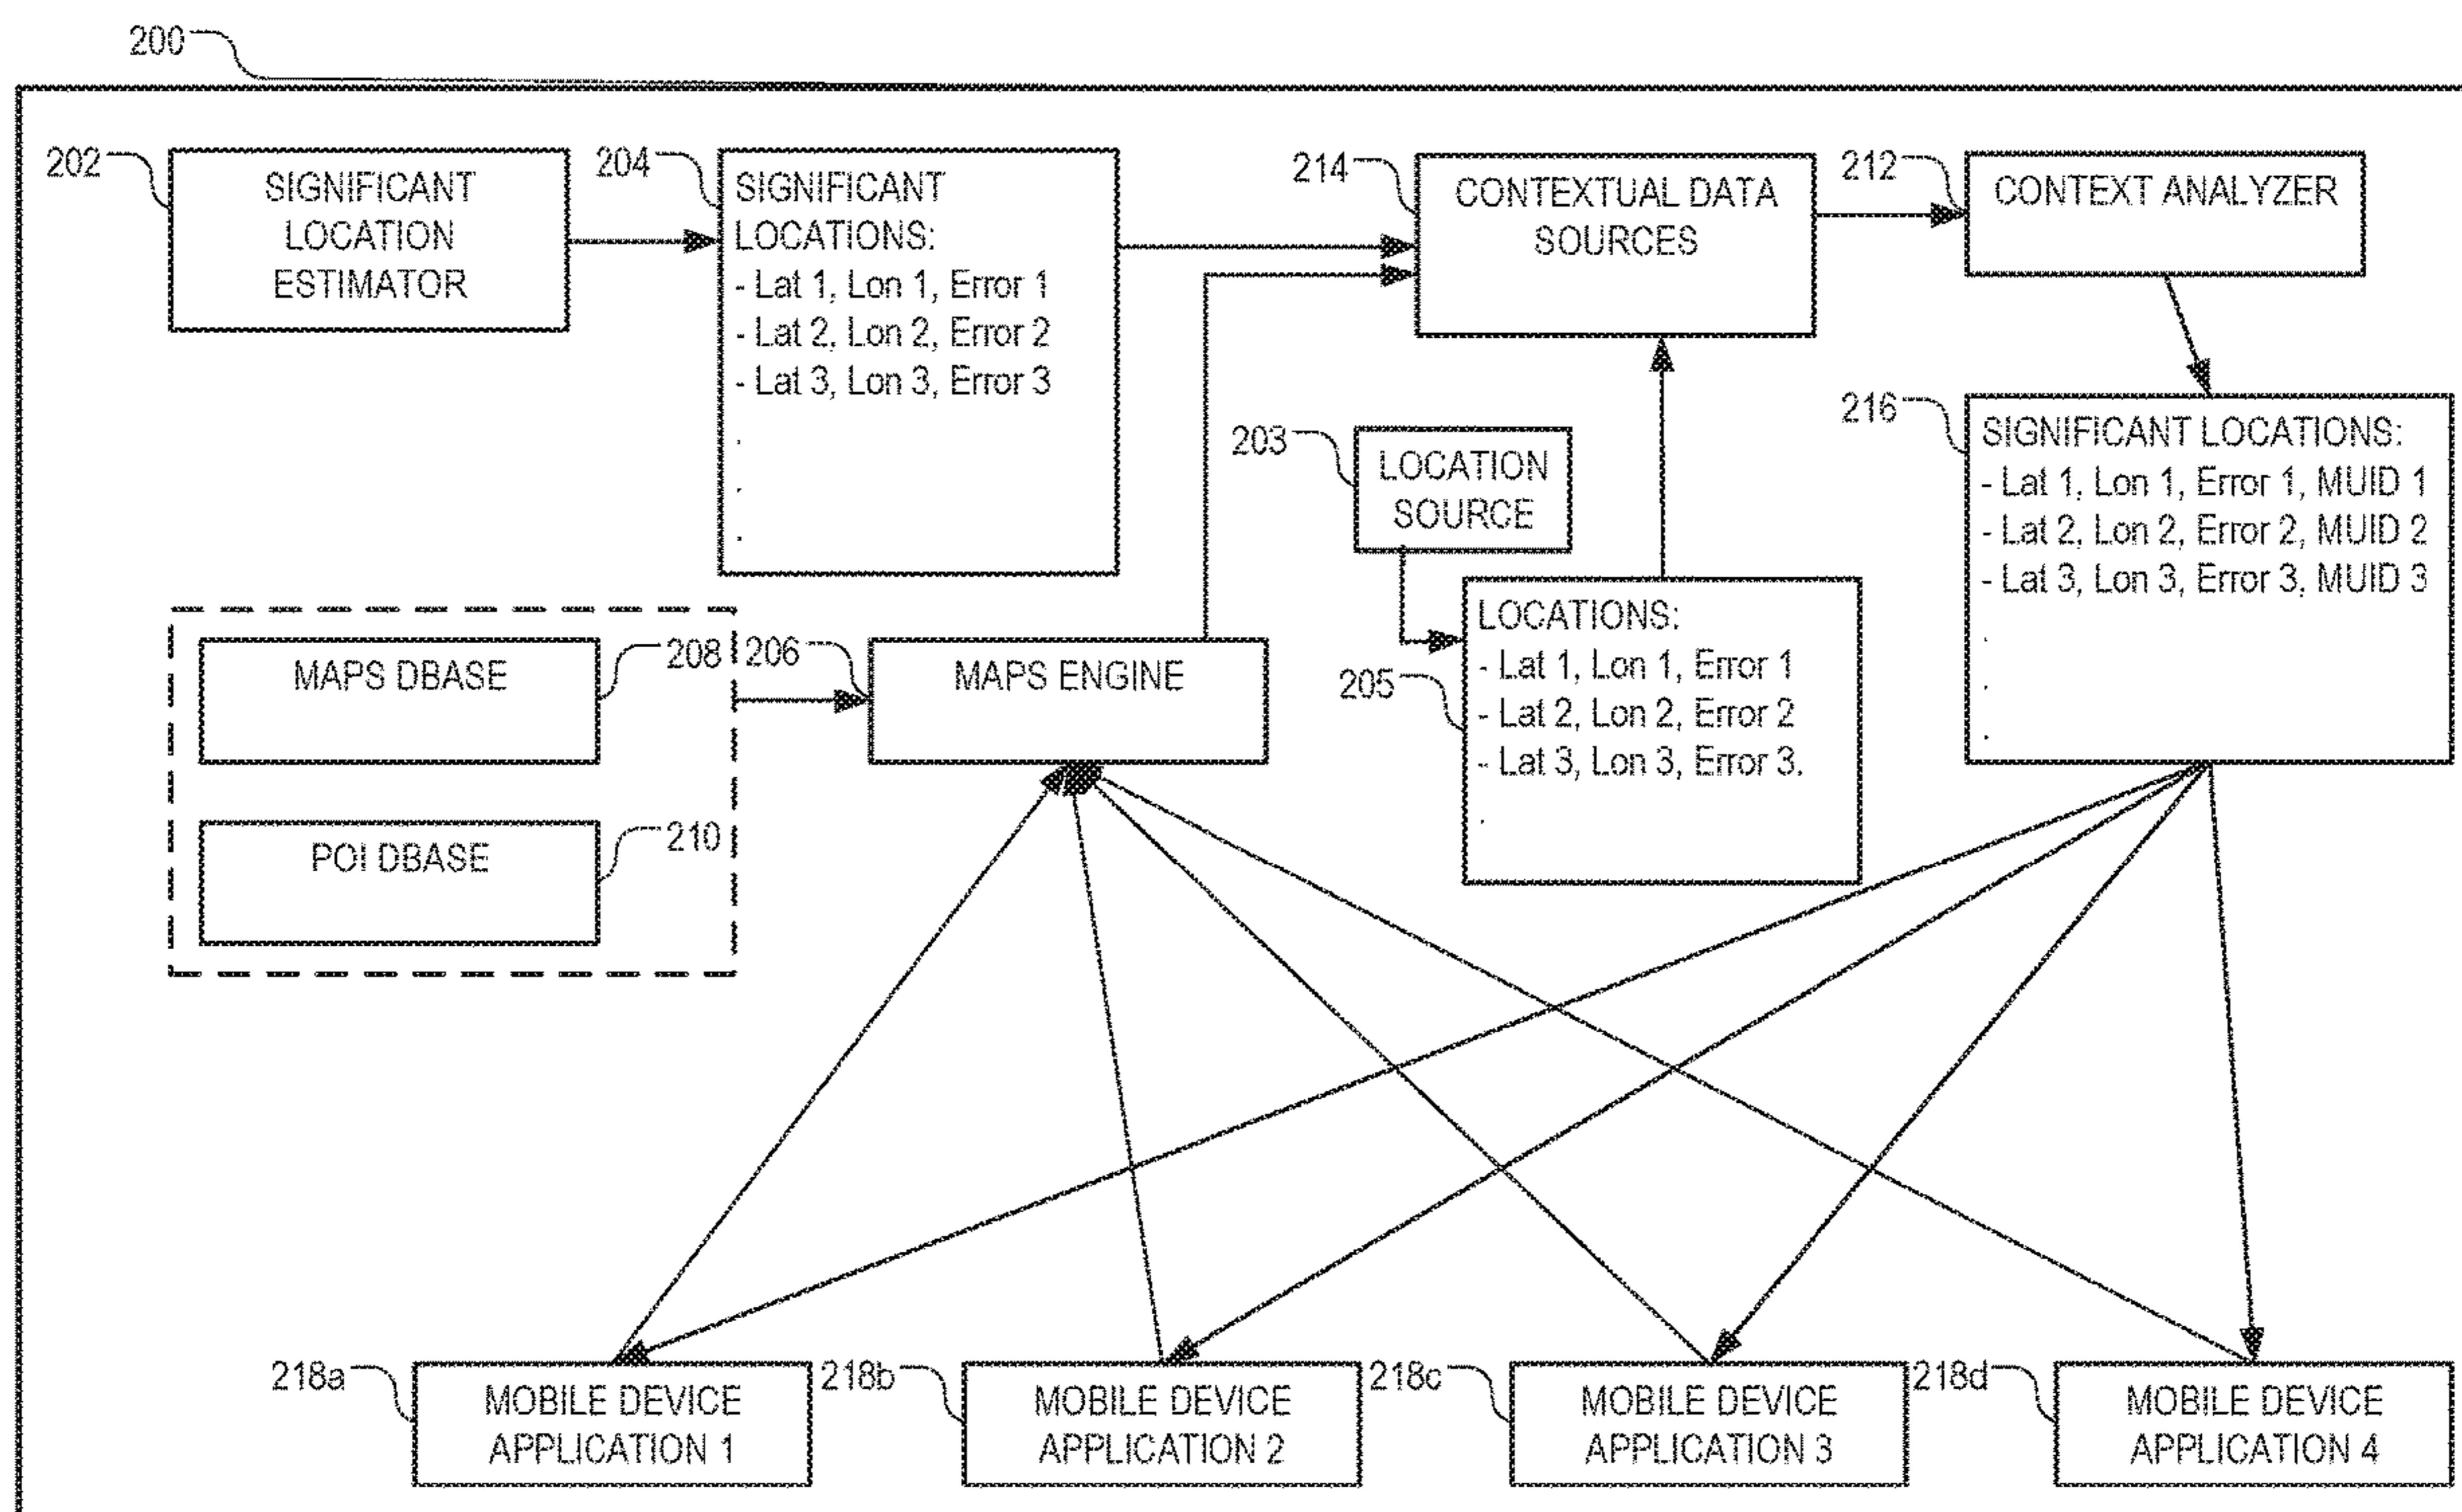 200
202
SIGNIFICANT
LOCATION
ESTIMATOR
204
SIGNIFICANT
LOCATIONS:
- Lat 1, Lon 1, Error 1
- Lat 2, Lon 2, Error 2
- Lat 3, Lon 3, Error 3
.
.
.
214
CONTEXTUAL DATA
SOURCES
212
CONTEXT ANALYZER
203
LOCATION
SOURCE
216
SIGNIFICANT LOCATIONS:
- Lat 1, Lon 1, Error 1, MUID 1
- Lat 2, Lon 2, Error 2, MUID 2
- Lat 3, Lon 3, Error 3, MUID 3
.
.
.
MAPS DBASE
208
206
MAPS ENGINE
205
LOCATIONS:
- Lat 1, Lon 1, Error 1
- Lat 2, Lon 2, Error 2
- Lat 3, Lon 3, Error 3.
.
POI DBASE
210
218a
MOBILE DEVICE
APPLICATION 1
218b
MOBILE DEVICE
APPLICATION 2
218c
MOBILE DEVICE
APPLICATION 3
218d
MOBILE DEVICE
APPLICATION 4